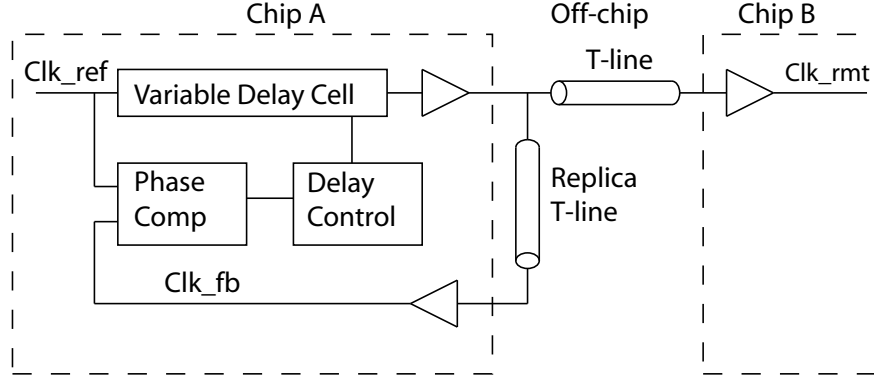 Chip A
Off-chip
Chip B
Clk_ref
T-line
Clk_rmt
Variable Delay Cell
Phase
Comp
Delay
Control
Replica
T-line
Clk_fb